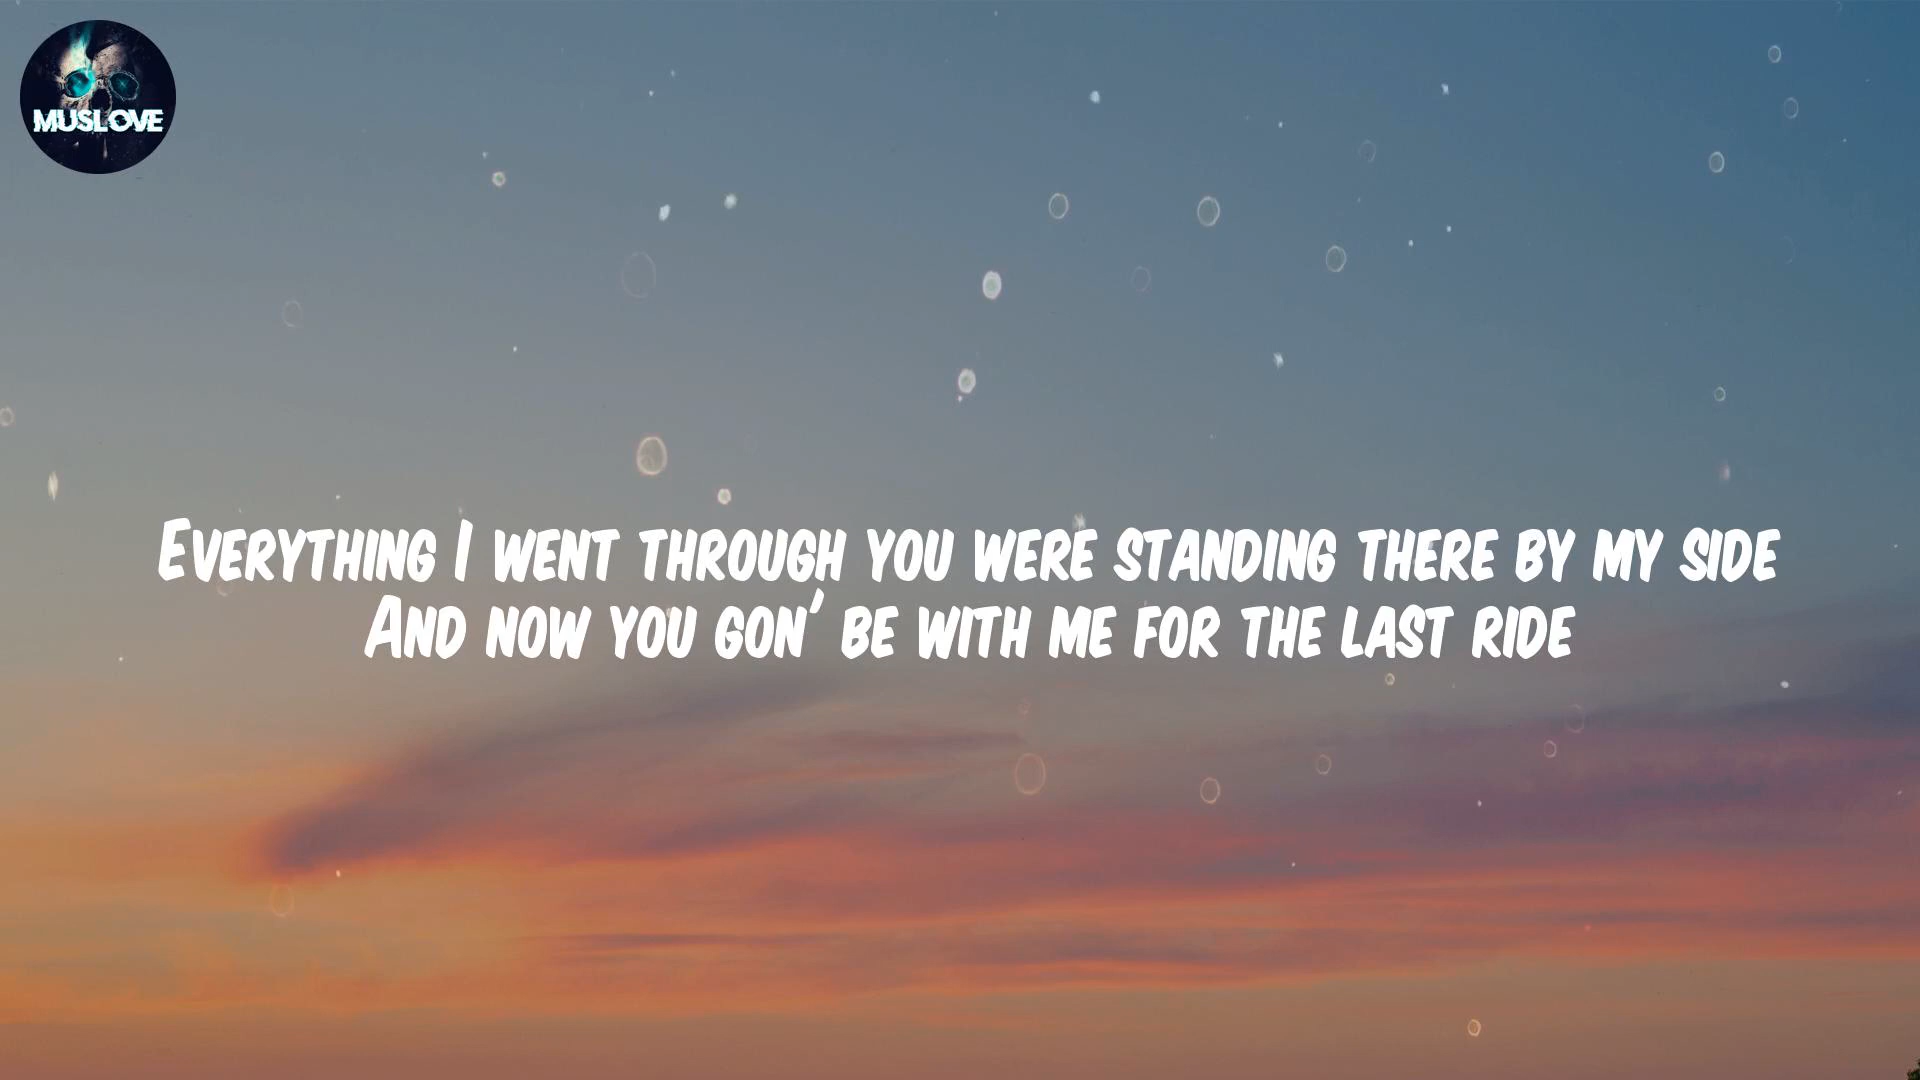 MUSLOVE
Everything I went through you were standing there by my side
And now you gon' be with me for the last ride